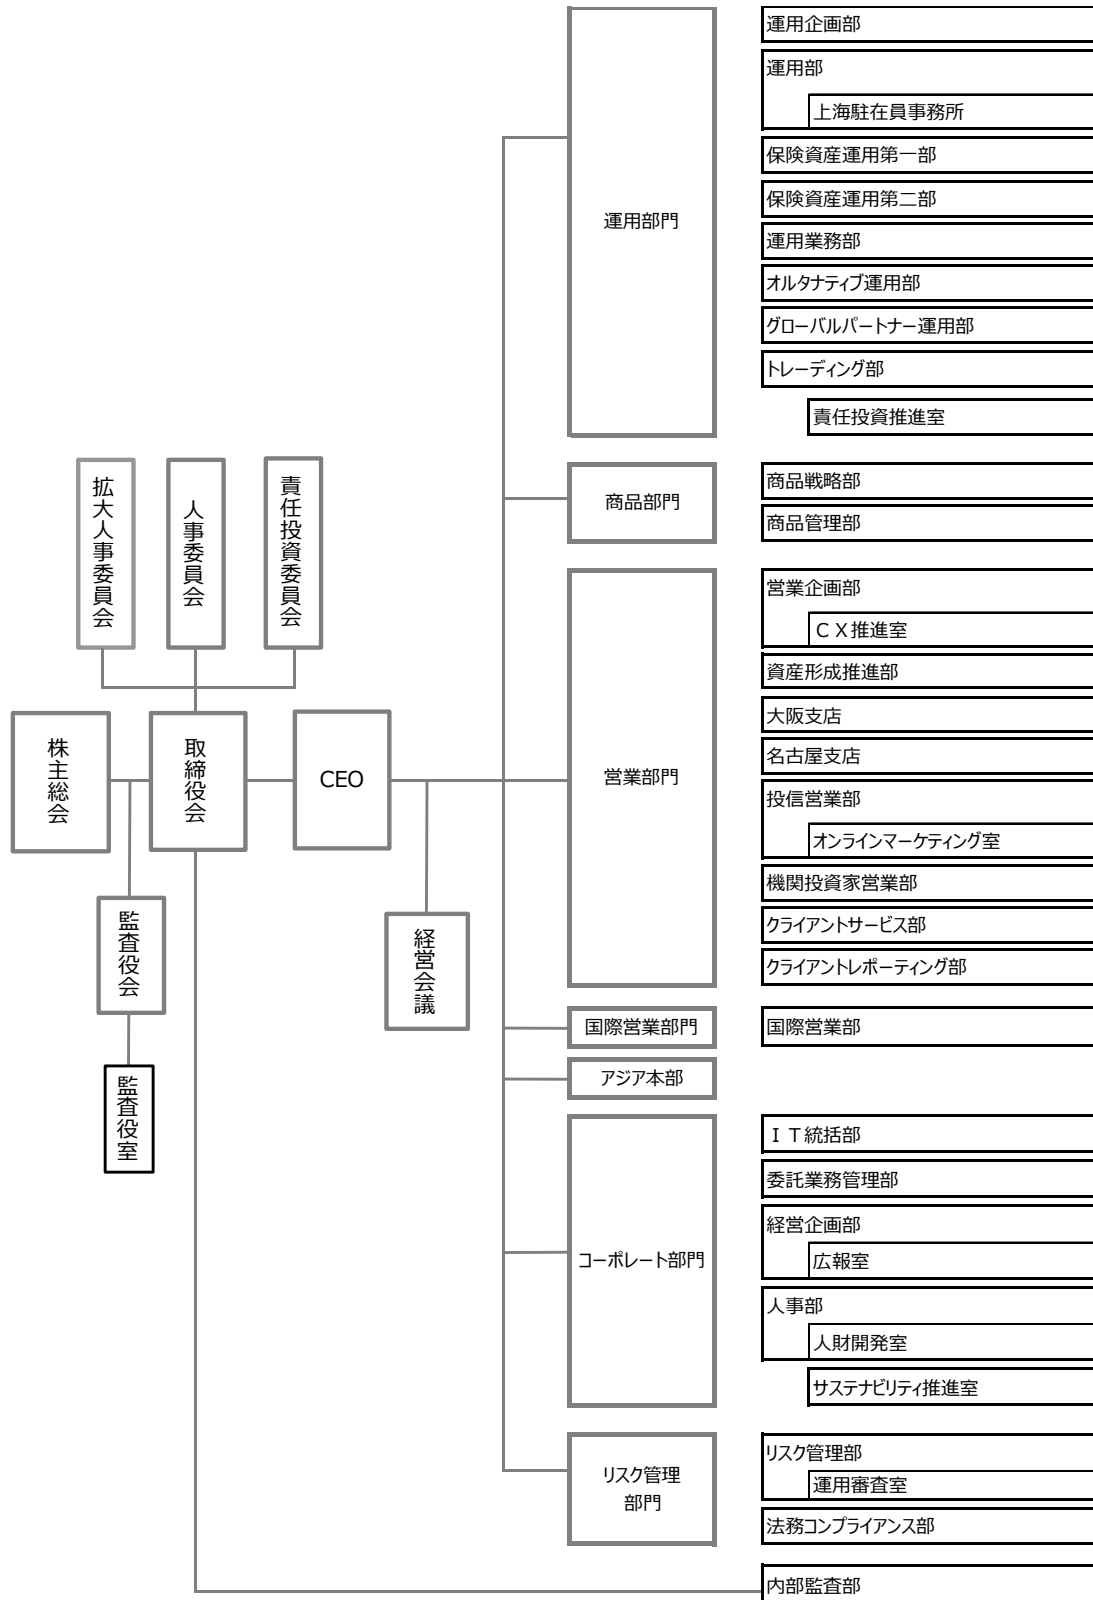 運用企画部
運用部
上海駐在員事務所
保険資産運用第一部
保険資産運用第二部
運用部門
運用業務部
オルタナティブ運用部
グローバルパートナー運用部
トレーディング部
責任投資推進室
拡大人事委員会
人事委員会
責任投資委員会
商品部門
商品戦略部
商品管理部
営業企画部
ＣＸ推進室
資産形成推進部
大阪支店
名古屋支店
株主総会
取締役会
CEO
営業部門
投信営業部
オンラインマーケティング室
機関投資家営業部
クライアントサービス部
クライアントレポーティング部
監査役会
経営会議
国際営業部門
国際営業部
アジア本部
監査役室
ＩＴ統括部
委託業務管理部
経営企画部
コーポレート部門
広報室
人事部
人財開発室
サステナビリティ推進室
リスク管理
部門
リスク管理部
運用審査室
法務コンプライアンス部
内部監査部